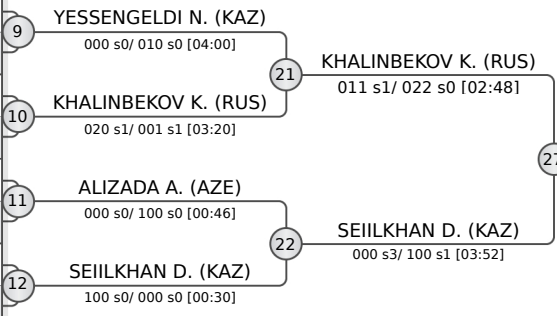 YESSENGELDI N. (KAZ)
9
000 s0/ 010 s0 [04:00]
21
KHALINBEKOV K. (RUS)
011 s1/ 022 s0 [02:48]
KHALINBEKOV K. (RUS)
10
020 s1/ 001 s1 [03:20]
27
ALIZADA A. (AZE)
11
000 s0/ 100 s0 [00:46]
22
SEIILKHAN D. (KAZ)
000 s3/ 100 s1 [03:52]
SEIILKHAN D. (KAZ)
12
100 s0/ 000 s0 [00:30]